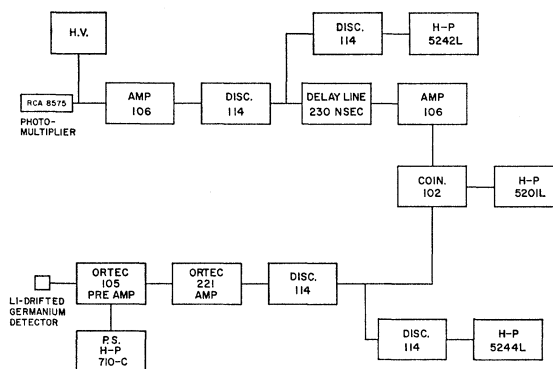 H.V.
DISC.
114
H-P
5242L
RCA 8575
PHOTO-
MULTIPLIER
AMP
106
DISC.
114
DELAY LINE
230 NSEC
AMP
106
COIN.
102
H-P
5201L
LI-DRIFTED
GERMANIUM
DETECTOR
ORTEC
105
PRE AMP
ORTEC
221
AMP
DISC.
114
P.S.
H-P
710-C
DISC.
114
H-P
5244L